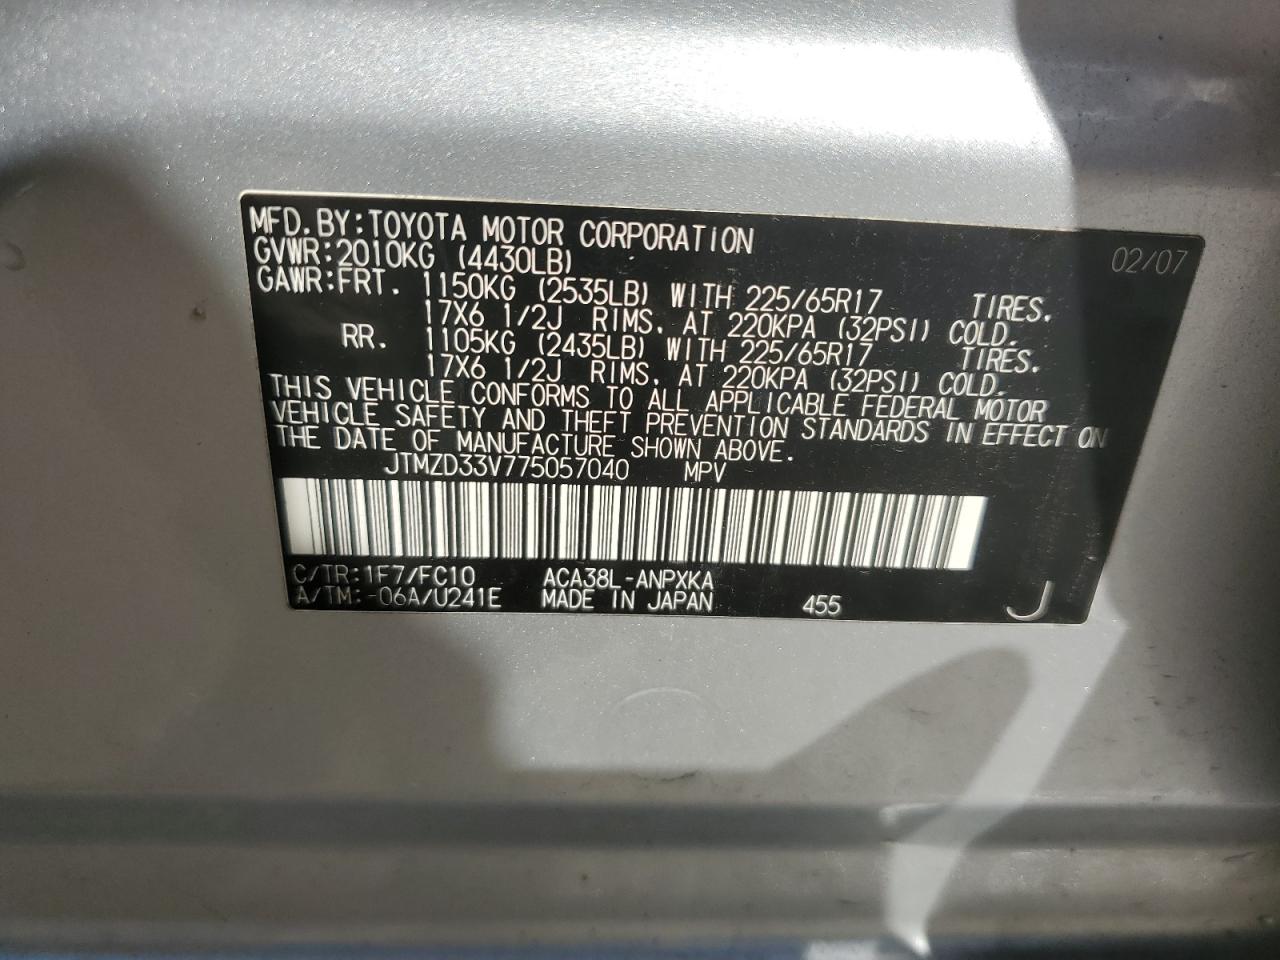 MFD.BY:TOYOTA MOTOR CORPORATION 02/07
GVWR:2010KG (4430LB)
GAWR:FRT. 1150KG (2535LB) WITH 225/65R17 TIRES.
17X6 1/2J RIMS. AT 220KPA (32PSI) COLD.
RR. 1105KG (2435LB) WITH 225/65R17 TIRES.
17X6 1/2J RIMS. AT 220KPA (32PSI) COLD.
THIS VEHICLE CONFORMS TO ALL APPLICABLE FEDERAL MOTOR
VEHICLE SAFETY AND THEFT PREVENTION STANDARDS IN EFFECT ON
THE DATE OF MANUFACTURE SHOWN ABOVE.
JTMZD33V775057040 MPV
C/TR:1F7/FC10 ACA38L-ANPXKA
A/TM:-06A/U241E MADE IN JAPAN 455 J